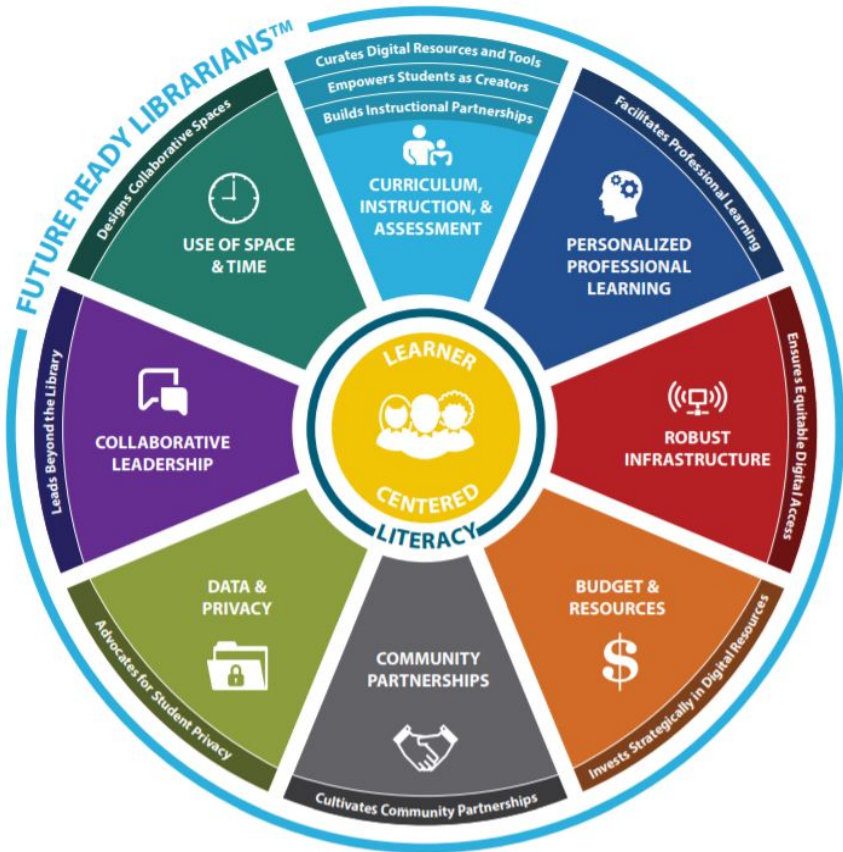 FUTURE READY LIBRARIANS™
Curates Digital Resources and Tools
Empowers Students as Creators
Builds Instructional Partnerships
CURRICULUM,
INSTRUCTION, &
ASSESSMENT
Facilitates Professional Learning
PERSONALIZED
PROFESSIONAL
LEARNING
Ensures Equitable Digital Access
ROBUST
INFRASTRUCTURE
Invests Strategically in Digital Resources
BUDGET &
RESOURCES
$
Cultivates Community Partnerships
COMMUNITY
PARTNERSHIPS
Advocates for Student Privacy
DATA &
PRIVACY
Leads Beyond the Library
COLLABORATIVE
LEADERSHIP
Designs Collaborative Spaces
USE OF SPACE
& TIME
LEARNER
CENTERED
LITERACY